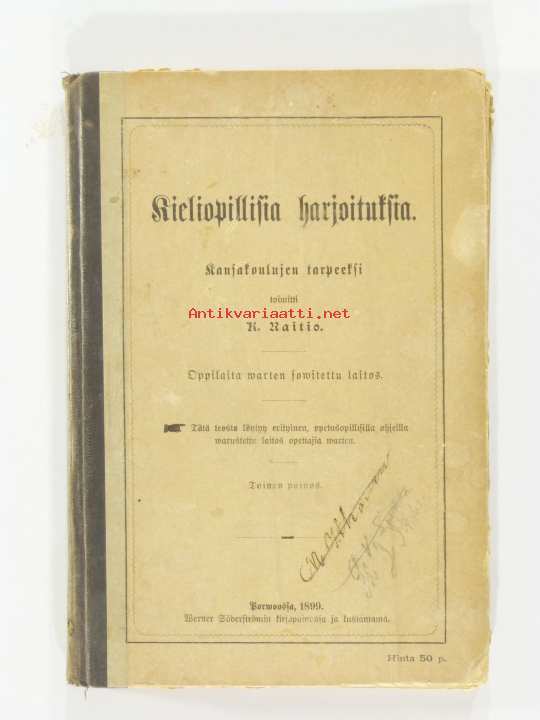 Kieliopillisia harjoituksia.
Kansakoulujen tarpeeksi
toimitti
Antikvariaatti.net
K. Raitio.
Oppilaita warten sowitettu laitos.
Tätä teosta löytyy erityinen, opetusopillisilla ohjeilla
warustettu laitos opettajia warten.
Toinen painos.
Porwoossa, 1899.
Werner Söderströmin kirjapainossa ja kustantama.
Hinta 50 p.